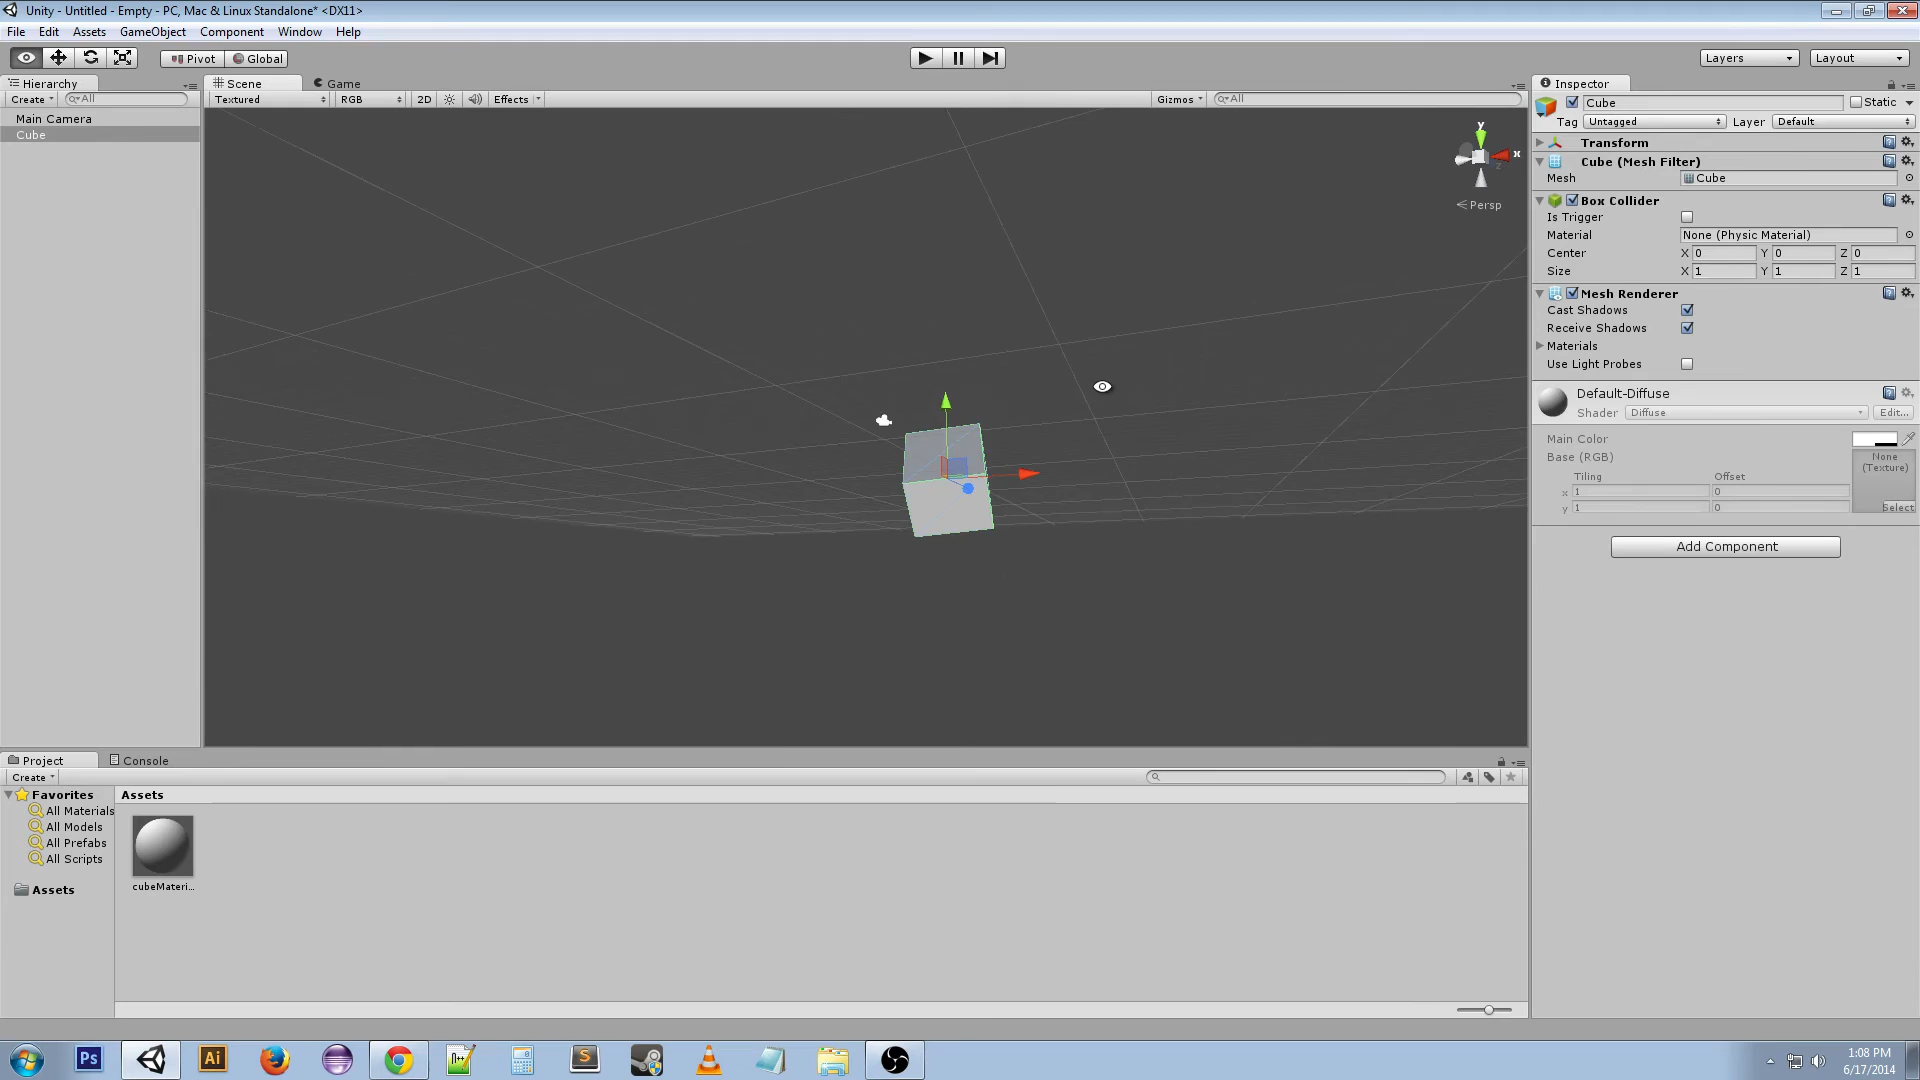 Unity - Untitled - Empty - PC, Mac & Linux Standalone* <DX11>
File Edit Assets GameObject Component Window Help
Pivot Global Layers Layout
Hierarchy Scene Game Inspector
Create All Textured RGB 2D Effects Gizmos All
Main Camera
Cube
y
x
z
Persp
Cube Static
Tag Untagged Layer Default
Transform
Cube (Mesh Filter)
Mesh Cube
Box Collider
Is Trigger
Material None (Physic Material)
Center X 0 Y 0 Z 0
Size X 1 Y 1 Z 1
Mesh Renderer
Cast Shadows
Receive Shadows
Materials
Use Light Probes
Default-Diffuse
Shader Diffuse Edit...
Main Color
Base (RGB) None
(Texture)
Tiling Offset
x 1 0
y 1 0 Select
Add Component
Project Console
Create
Favorites Assets
All Materials
All Models
All Prefabs
All Scripts
Assets
cubeMateri...
Ps Ai S
1:08 PM
6/17/2014